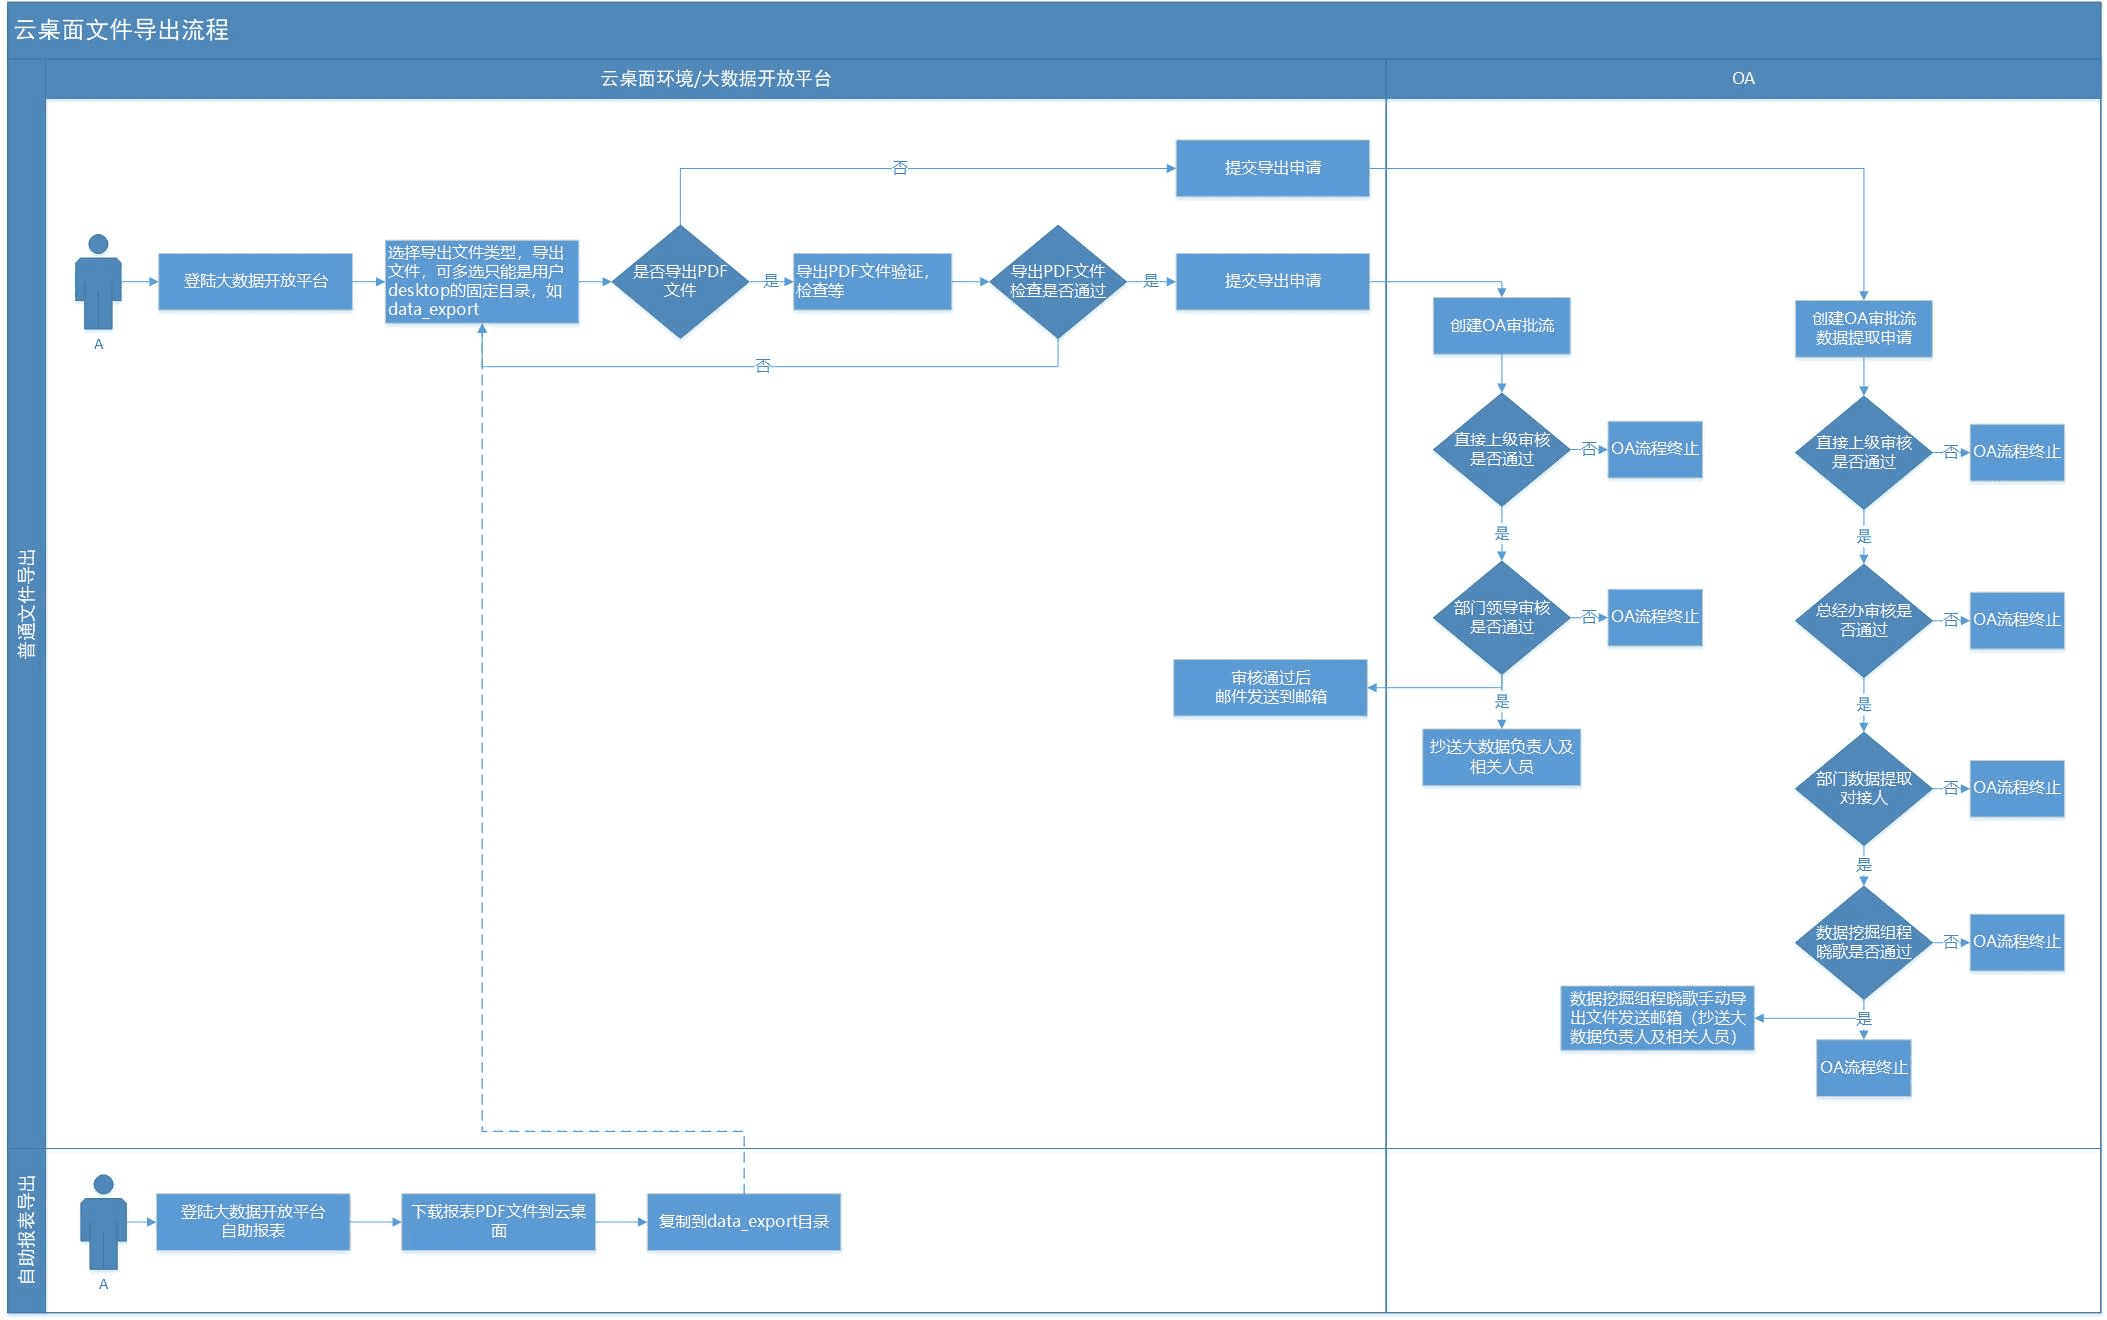 云桌面文件导出流程
云桌面环境/大数据开放平台
OA
普通文件导出
A
登陆大数据开放平台
选择导出文件类型，导出
文件，可多选只能是用户
desktop的固定目录，如
data_export
是否导出PDF
文件
否
是
导出PDF文件验证，
检查等
导出PDF文件
检查是否通过
否
是
提交导出申请
提交导出申请
创建OA审批流
直接上级审核
是否通过
否
OA流程终止
是
部门领导审核
是否通过
否
OA流程终止
是
审核通过后
邮件发送到邮箱
抄送大数据负责人及
相关人员
创建OA审批流
数据提取申请
直接上级审核
是否通过
否
OA流程终止
是
总经办审核是
否通过
否
OA流程终止
是
部门数据提取
对接人
否
OA流程终止
是
数据挖掘组程
晓歌是否通过
否
OA流程终止
是
数据挖掘组程晓歌手动导
出文件发送邮箱（抄送大
数据负责人及相关人员）
OA流程终止
自助报表导出
A
登陆大数据开放平台
自助报表
下载报表PDF文件到云桌
面
复制到data_export目录